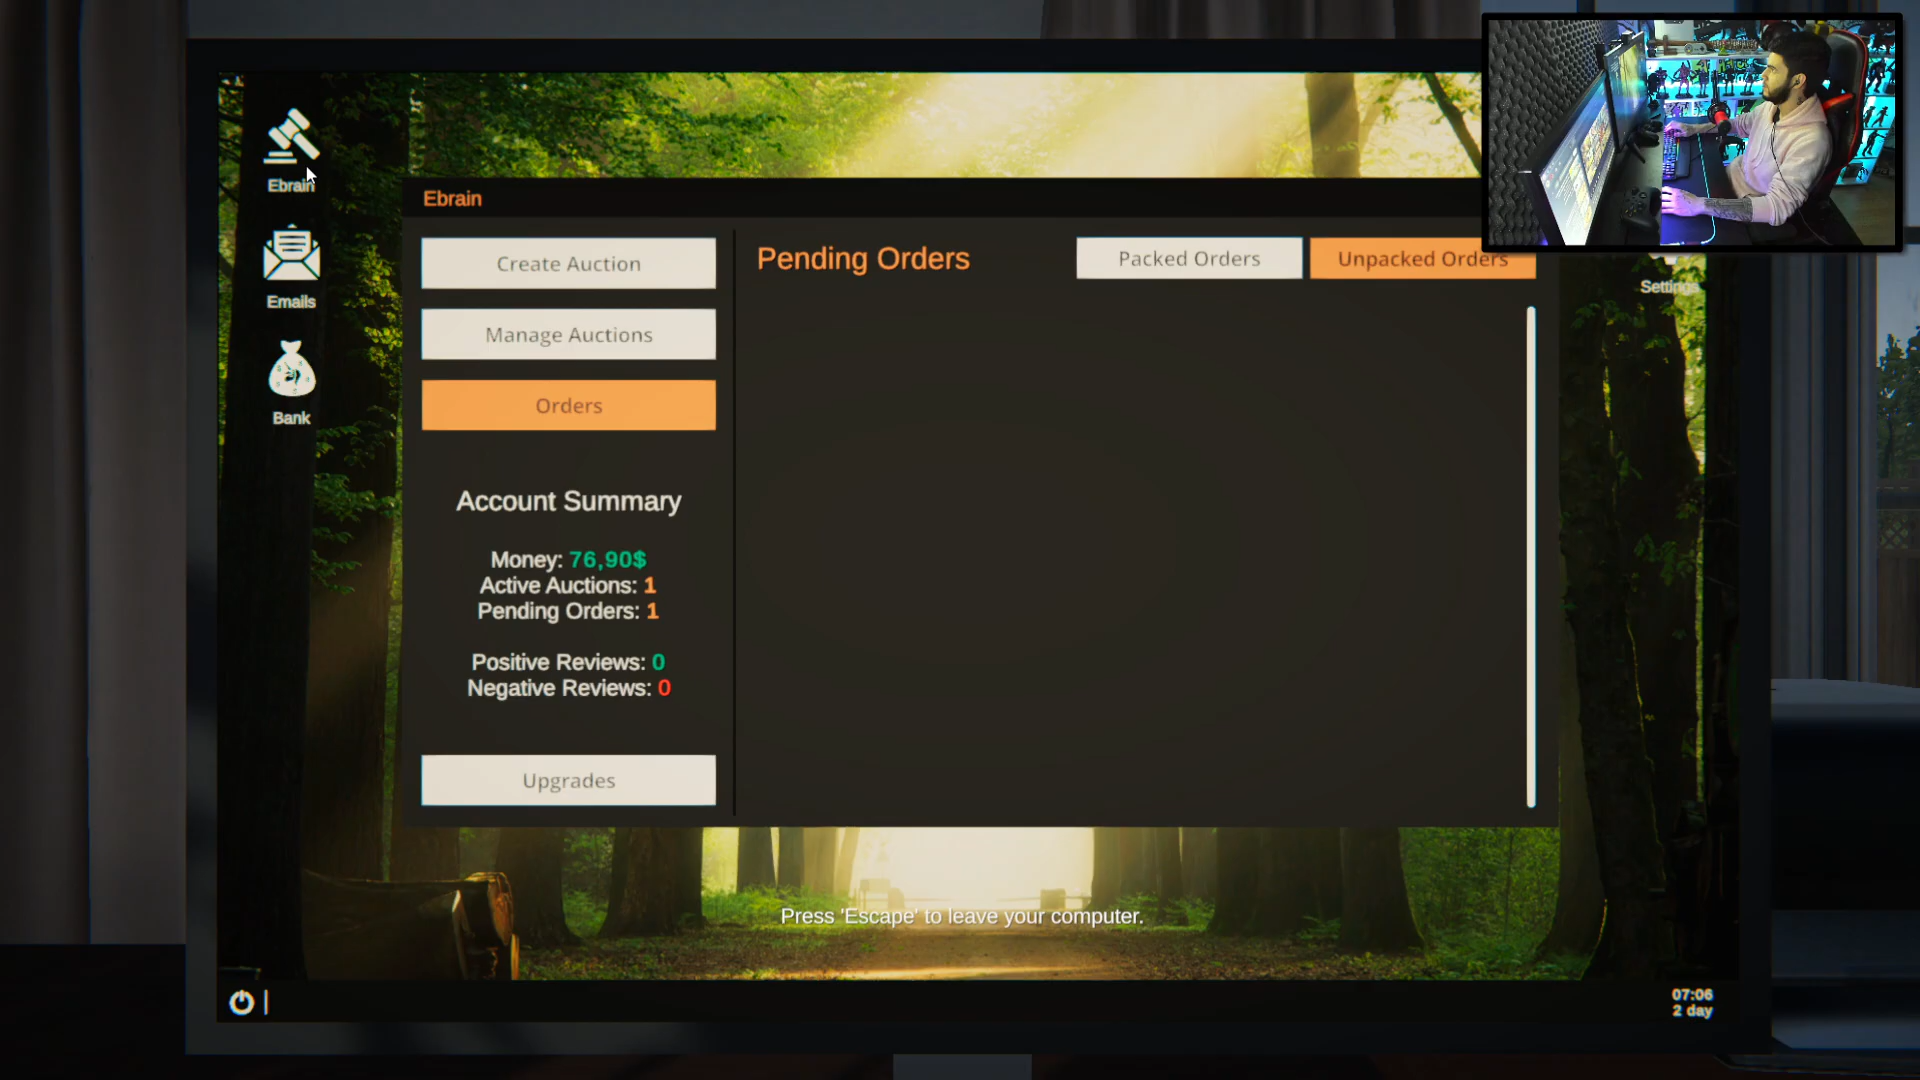 Ebrain
Emails
Bank
Ebrain
Create Auction
Manage Auctions
Orders
Account Summary
Money: 76,90$
Active Auctions: 1
Pending Orders: 1
Positive Reviews: 0
Negative Reviews: 0
Upgrades
Pending Orders
Packed Orders
Unpacked Orders
Settings
Press 'Escape' to leave your computer.
07:06
2 day